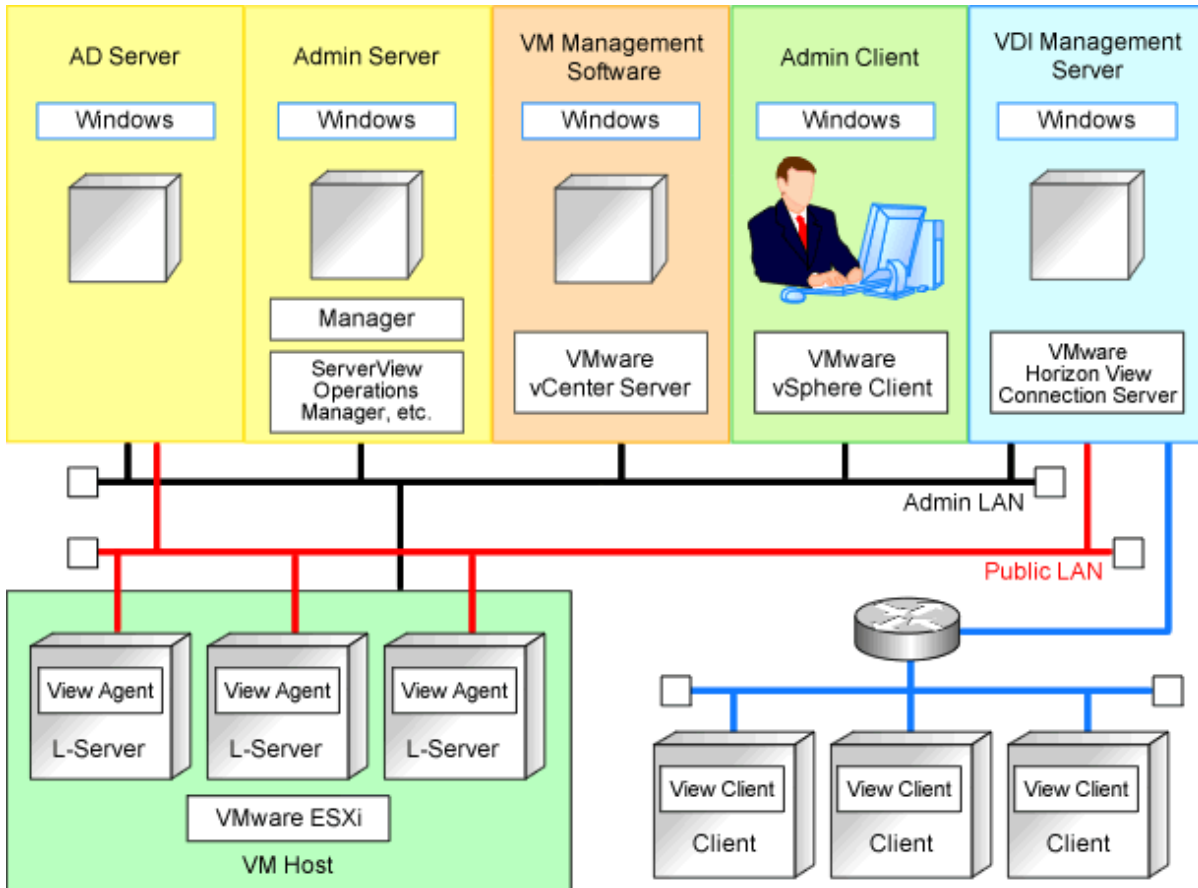 AD Server
Windows
Admin Server
Windows
Manager
ServerView
Operations
Manager, etc.
VM Management
Software
Windows
VMware
vCenter Server
Admin Client
Windows
VMware
vSphere Client
VDI Management
Server
Windows
VMware
Horizon View
Connection Server
Admin LAN
Public LAN
View Agent
L-Server
View Agent
L-Server
View Agent
L-Server
VMware ESXi
VM Host
View Client
Client
View Client
Client
View Client
Client